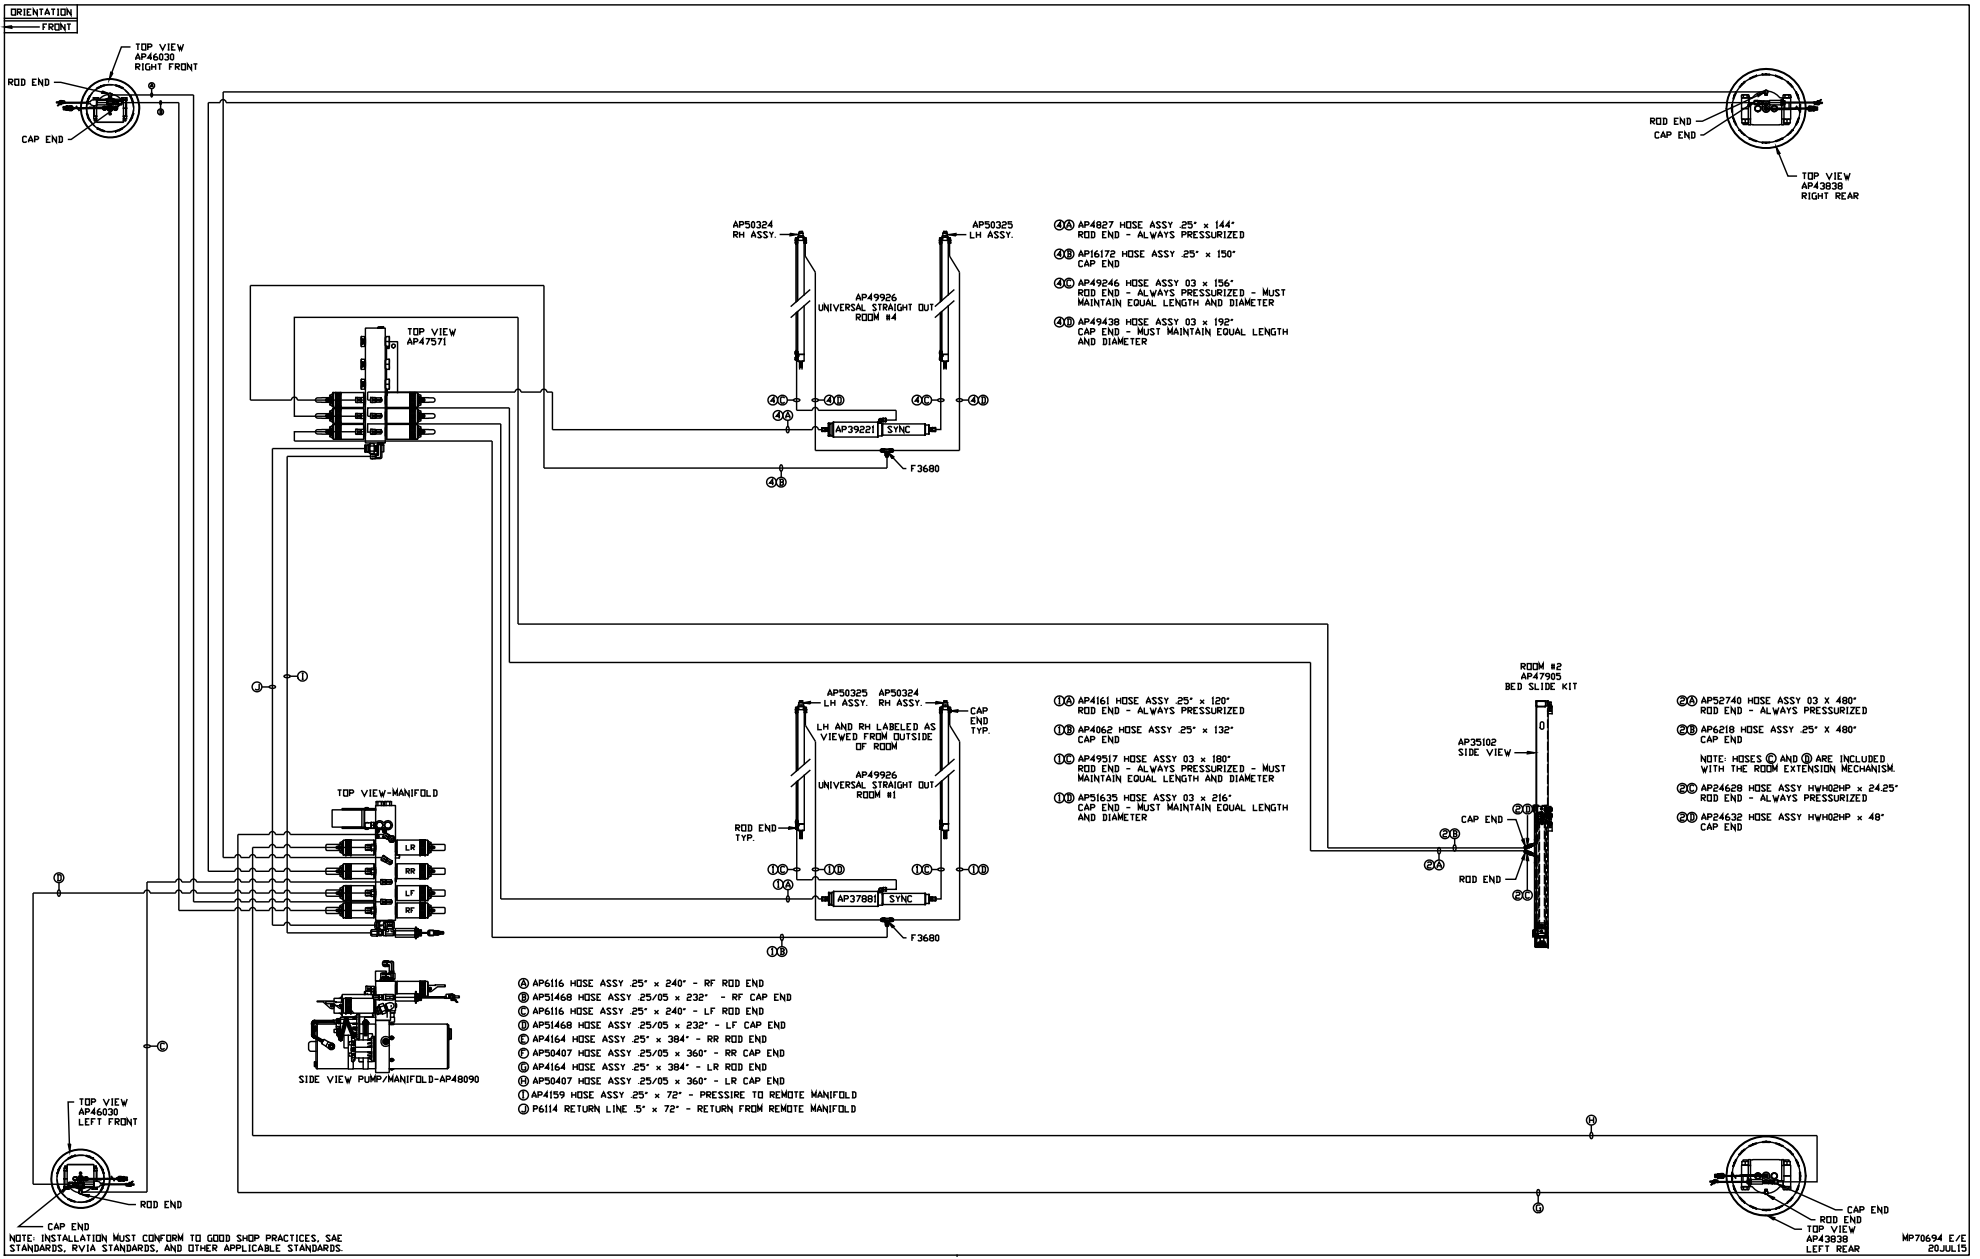 ORIENTATION
FRONT
TOP VIEW
AP46030
RIGHT FRONT
ROD END
CAP END
A
B
ROD END
CAP END
TOP VIEW
AP43838
RIGHT REAR
AP50324
RH ASSY.
AP50325
LH ASSY.
AP49926
UNIVERSAL STRAIGHT OUT
ROOM #4
4A AP4827 HOSE ASSY .25" x 144"
ROD END - ALWAYS PRESSURIZED
4B AP16172 HOSE ASSY .25" x 150"
CAP END
4C AP49246 HOSE ASSY 03 x 156"
ROD END - ALWAYS PRESSURIZED - MUST
MAINTAIN EQUAL LENGTH AND DIAMETER
4D AP49438 HOSE ASSY 03 x 192"
CAP END - MUST MAINTAIN EQUAL LENGTH
AND DIAMETER
TOP VIEW
AP47571
4C 4D 4C 4D
4A
AP39221 SYNC
F3680
4B
J I
ROOM #2
AP47905
BED SLIDE KIT
AP35102
SIDE VIEW
2D
CAP END
2B
2A
ROD END
2C
2A AP52740 HOSE ASSY 03 X 480"
ROD END - ALWAYS PRESSURIZED
2B AP6218 HOSE ASSY .25" X 480"
CAP END
NOTE: HOSES C AND D ARE INCLUDED
WITH THE ROOM EXTENSION MECHANISM.
2C AP24628 HOSE ASSY HWH02HP x 24.25"
ROD END - ALWAYS PRESSURIZED
2D AP24632 HOSE ASSY HWH02HP x 48"
CAP END
AP50325 AP50324
LH ASSY. RH ASSY.
CAP
END
TYP.
LH AND RH LABELED AS
VIEWED FROM OUTSIDE
OF ROOM
AP49926
UNIVERSAL STRAIGHT OUT
ROOM #1
ROD END
TYP.
1A AP4161 HOSE ASSY .25" x 120"
ROD END - ALWAYS PRESSURIZED
1B AP4062 HOSE ASSY .25" x 132"
CAP END
1C AP49517 HOSE ASSY 03 x 180"
ROD END - ALWAYS PRESSURIZED - MUST
MAINTAIN EQUAL LENGTH AND DIAMETER
1D AP51635 HOSE ASSY 03 x 216"
CAP END - MUST MAINTAIN EQUAL LENGTH
AND DIAMETER
1C 1D 1C 1D
1A
AP37881 SYNC
F3680
1B
TOP VIEW-MANIFOLD
LR
RR
LF
RF
D
C
SIDE VIEW PUMP/MANIFOLD-AP48090
A AP6116 HOSE ASSY .25" x 240" - RF ROD END
B AP51468 HOSE ASSY .25/05 x 232" - RF CAP END
C AP6116 HOSE ASSY .25" x 240" - LF ROD END
D AP51468 HOSE ASSY .25/05 x 232" - LF CAP END
E AP4164 HOSE ASSY .25" x 384" - RR ROD END
F AP50407 HOSE ASSY .25/05 x 360" - RR CAP END
G AP4164 HOSE ASSY .25" x 384" - LR ROD END
H AP50407 HOSE ASSY .25/05 x 360" - LR CAP END
I AP4159 HOSE ASSY .25" x 72" - PRESSIRE TO REMOTE MANIFOLD
J P6114 RETURN LINE .5" x 72" - RETURN FROM REMOTE MANIFOLD
TOP VIEW
AP46030
LEFT FRONT
ROD END
CAP END
H
G
CAP END
ROD END
TOP VIEW
AP43838
LEFT REAR
NOTE: INSTALLATION MUST CONFORM TO GOOD SHOP PRACTICES, SAE
STANDARDS, RVIA STANDARDS, AND OTHER APPLICABLE STANDARDS.
MP70694 E/E
20JUL15